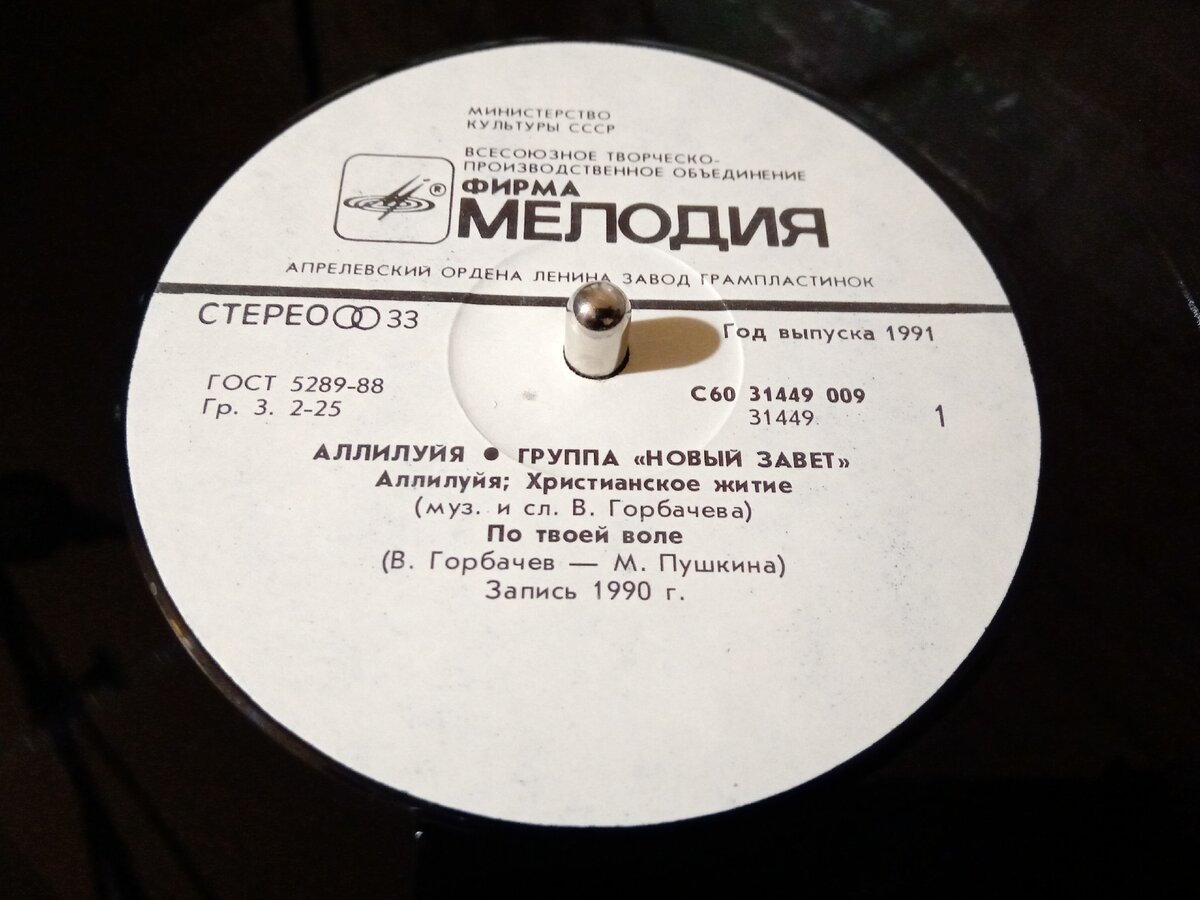 МИНИСТЕРСТВО
КУЛЬТУРЫ СССР
ВСЕСОЮЗНОЕ ТВОРЧЕСКО-
ПРОИЗВОДСТВЕННОЕ ОБЪЕДИНЕНИЕ
ФИРМА
®
МЕЛОДИЯ
АПРЕЛЕВСКИЙ ОРДЕНА ЛЕНИНА ЗАВОД ГРАМПЛАСТИНОК
СТЕРЕО 33
Год выпуска 1991
ГОСТ 5289-88
Гр. 3. 2-25
С60 31449 009
31449
1
АЛЛИЛУЙЯ ● ГРУППА «НОВЫЙ ЗАВЕТ»
Аллилуйя; Христианское житие
(муз. и сл. В. Горбачева)
По твоей воле
(В. Горбачев — М. Пушкина)
Запись 1990 г.